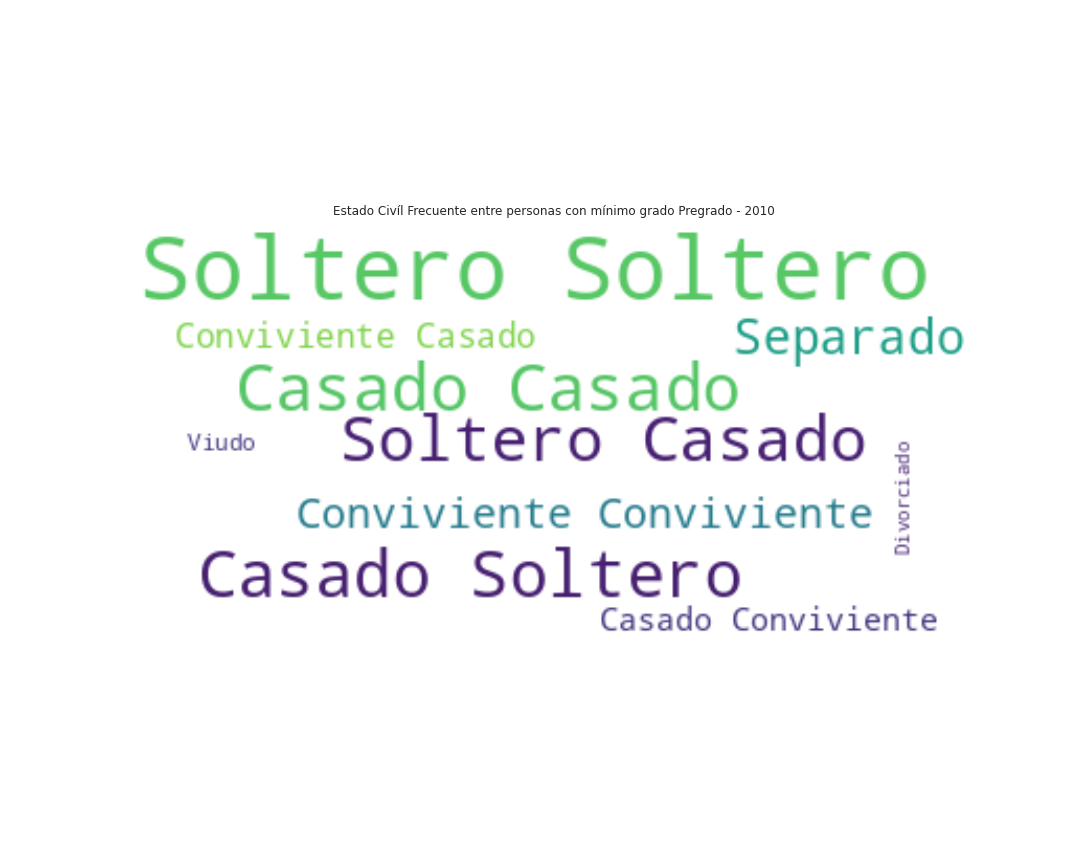 Estado Civíl Frecuente entre personas con mínimo grado Pregrado - 2010
Soltero Soltero
Conviviente Casado
Separado
Casado Casado
Soltero Casado
Viudo
Divorciado
Conviviente Conviviente
Casado Soltero
Casado Conviviente